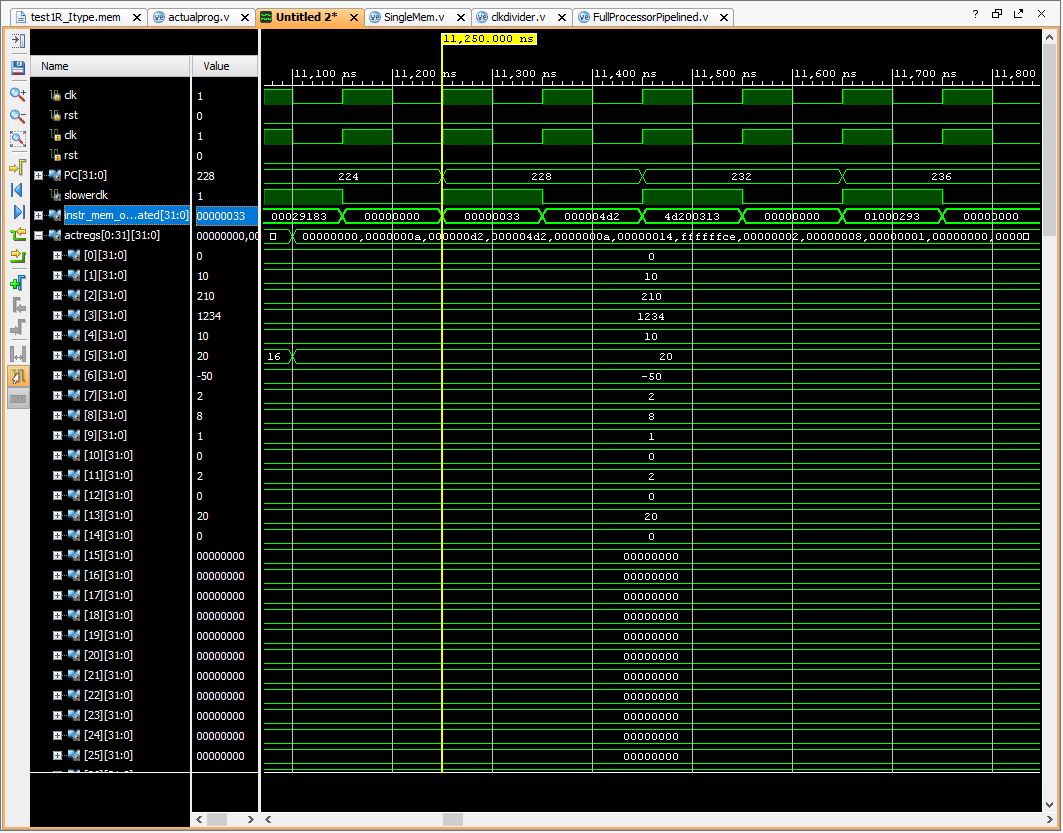 test1R_Itype.mem × actualprog.v × Untitled 2* × SingleMem.v × clkdivider.v × FullProcessorPipelined.v × ?
11,250.000 ns
Name Value 11,100 ns 11,200 ns 11,300 ns 11,400 ns 11,500 ns 11,600 ns 11,700 ns 11,800
clk 1
rst 0
clk 1
rst 0
PC[31:0] 228 224 228 232 236
slowerclk 1
instr_mem_o...ated[31:0] 00000033 00029183 00000000 00000033 000004d2 4d200313 00000000 01000293 00000000
actregs[0:31][31:0] 00000000,00 00000000,0000000a,000000d2,000004d2,0000000a,00000014,ffffffce,00000002,00000008,00000001,00000000,0000
[0][31:0] 0 0
[1][31:0] 10 10
[2][31:0] 210 210
[3][31:0] 1234 1234
[4][31:0] 10 10
[5][31:0] 20 16 20
[6][31:0] -50 -50
[7][31:0] 2 2
[8][31:0] 8 8
[9][31:0] 1 1
[10][31:0] 0 0
[11][31:0] 2 2
[12][31:0] 0 0
[13][31:0] 20 20
[14][31:0] 0 0
[15][31:0] 00000000 00000000
[16][31:0] 00000000 00000000
[17][31:0] 00000000 00000000
[18][31:0] 00000000 00000000
[19][31:0] 00000000 00000000
[20][31:0] 00000000 00000000
[21][31:0] 00000000 00000000
[22][31:0] 00000000 00000000
[23][31:0] 00000000 00000000
[24][31:0] 00000000 00000000
[25][31:0] 00000000 00000000